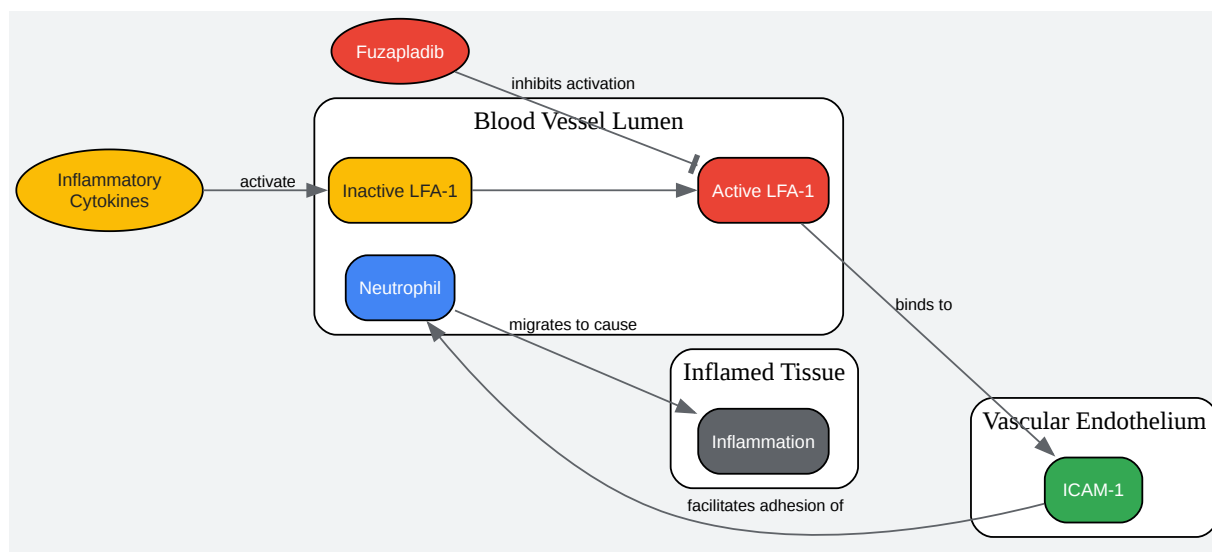 Fuzapladib
inhibits activation
Blood Vessel Lumen
Inflammatory
Cytokines
activate
Inactive LFA-1
Active LFA-1
Neutrophil
binds to
migrates to cause
Inflamed Tissue
Inflammation
Vascular Endothelium
ICAM-1
facilitates adhesion of